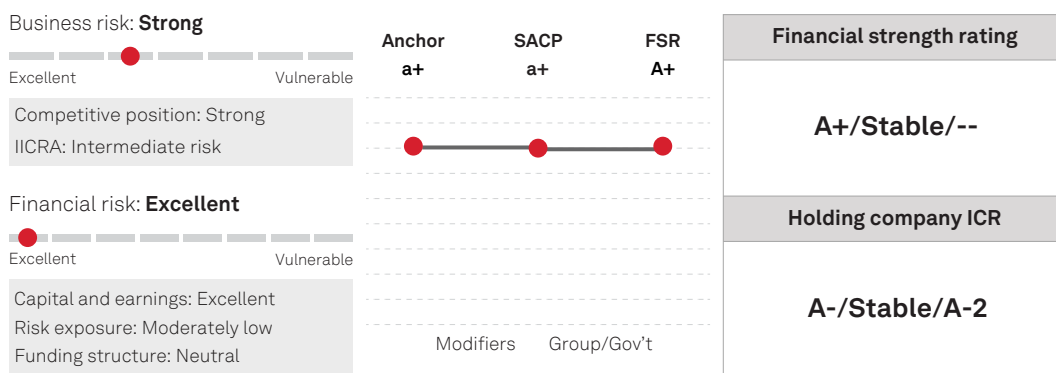 Business risk: Strong
Excellent
Vulnerable
Competitive position: Strong
IICRA: Intermediate risk
Financial risk: Excellent
Excellent
Vulnerable
Capital and earnings: Excellent
Risk exposure: Moderately low
Funding structure: Neutral
Anchor
SACP
FSR
a+
a+
A+
Modifiers
Group/Gov't
Financial strength rating
A+/Stable/--
Holding company ICR
A-/Stable/A-2